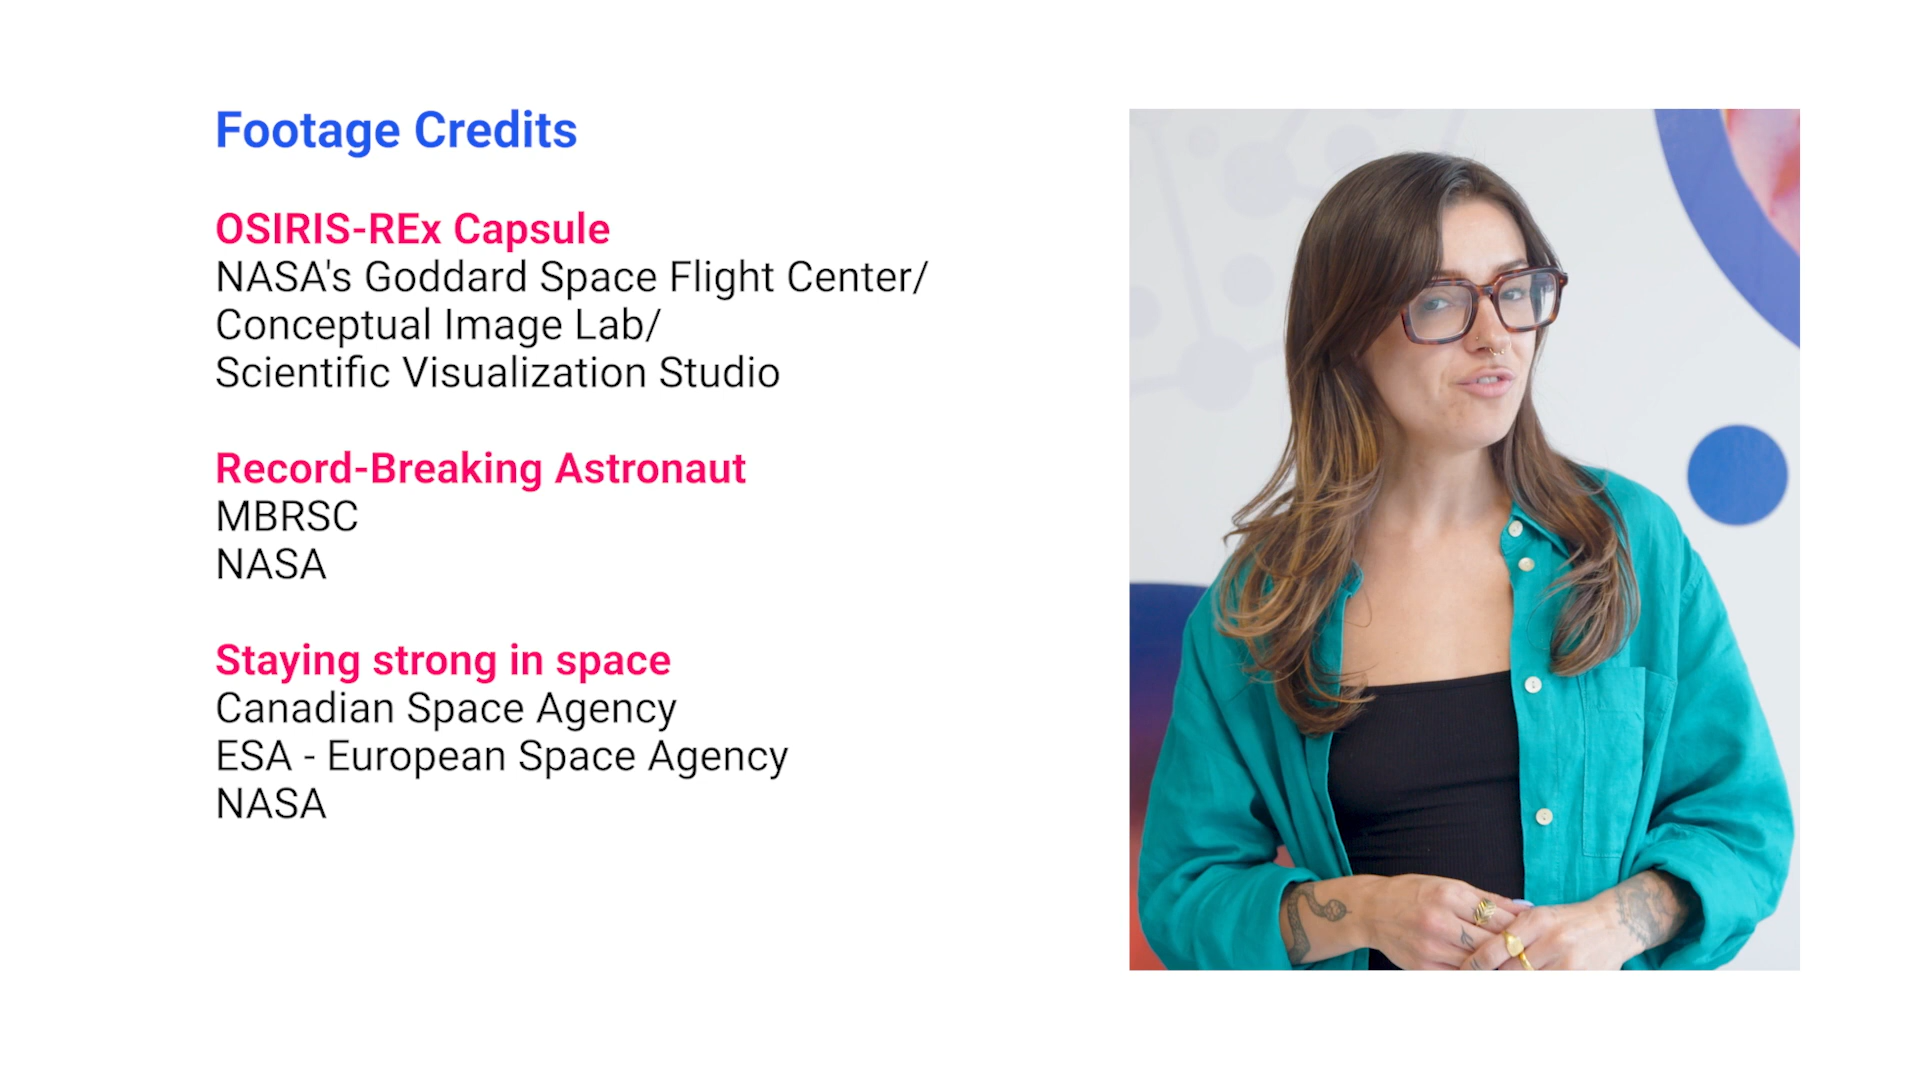 Footage Credits
OSIRIS-REx Capsule
NASA's Goddard Space Flight Center/
Conceptual Image Lab/
Scientific Visualization Studio
Record-Breaking Astronaut
MBRSC
NASA
Staying strong in space
Canadian Space Agency
ESA - European Space Agency
NASA